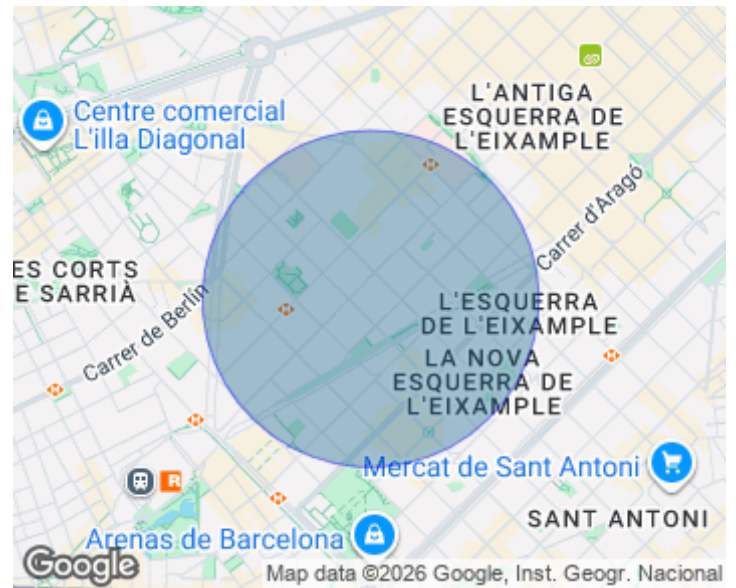 L'ANTIGA
ESQUERRA DE
L'EIXAMPLE
Centre comercial
L'illa Diagonal
Carrer d'Aragó
ES CORTS
E SARRIÀ
Carrer de Berlín
L'ESQUERRA
DE L'EIXAMPLE
LA NOVA
ESQUERRA DE
L'EIXAMPLE
Mercat de Sant Antoni
R
SANT ANTONI
Arenas de Barcelona
Google
Map data ©2026 Google, Inst. Geogr. Nacional